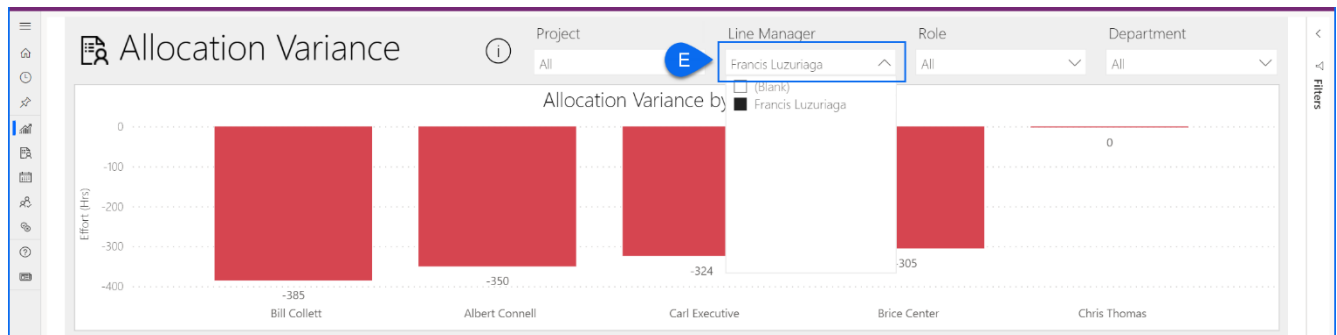 Allocation Variance
Project
Line Manager
Role
Department
All
E
Francis Luzuriaga
All
All
(Blank)
Francis Luzuriaga
Filters
Allocation Variance by
Effort (Hrs)
0
-100
-200
-300
-400
-385
-350
-324
-305
0
Bill Collett
Albert Connell
Carl Executive
Brice Center
Chris Thomas